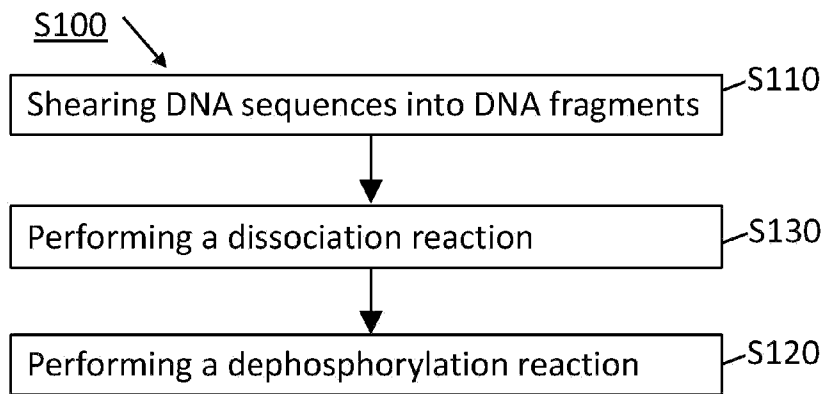 S100
S110
Shearing DNA sequences into DNA fragments
S130
Performing a dissociation reaction
S120
Performing a dephosphorylation reaction